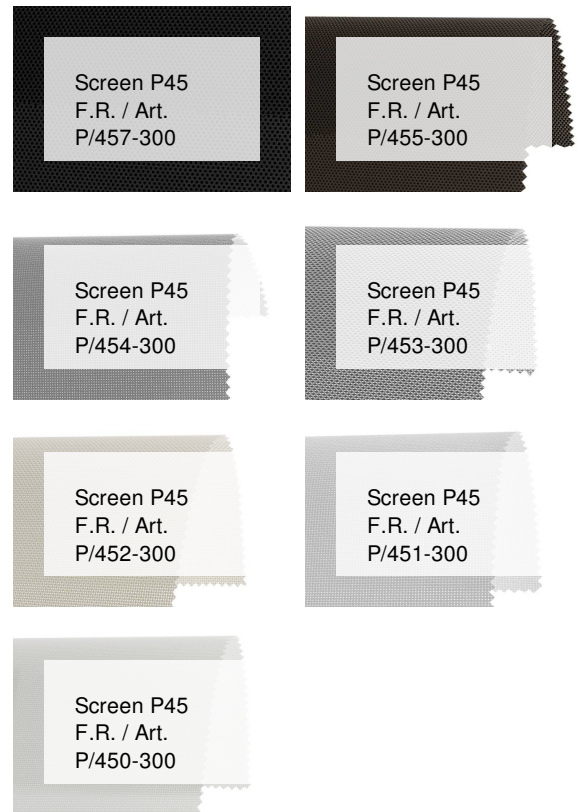 Screen P45
F.R. / Art.
P/457-300
Screen P45
F.R. / Art.
P/455-300
Screen P45
F.R. / Art.
P/454-300
Screen P45
F.R. / Art.
P/453-300
Screen P45
F.R. / Art.
P/452-300
Screen P45
F.R. / Art.
P/451-300
Screen P45
F.R. / Art.
P/450-300